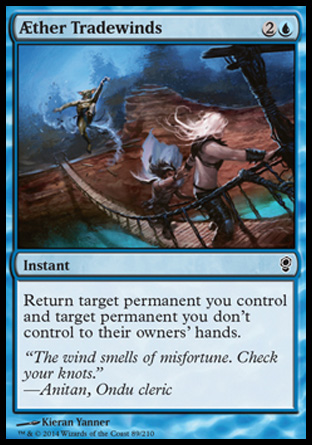 Æther Tradewinds 2
Instant
Return target permanent you control
and target permanent you don't
control to their owners' hands.
“The wind smells of misfortune. Check
your knots.”
—Anitan, Ondu cleric
Kieran Yanner
™ & © 2014 Wizards of the Coast 89/210